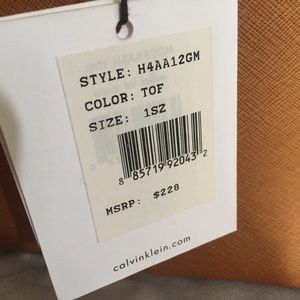 STYLE: H4AA12GM
COLOR: TOF
SIZE: 1SZ
8 85719 92043 2
MSRP: $228
calvinklein.com